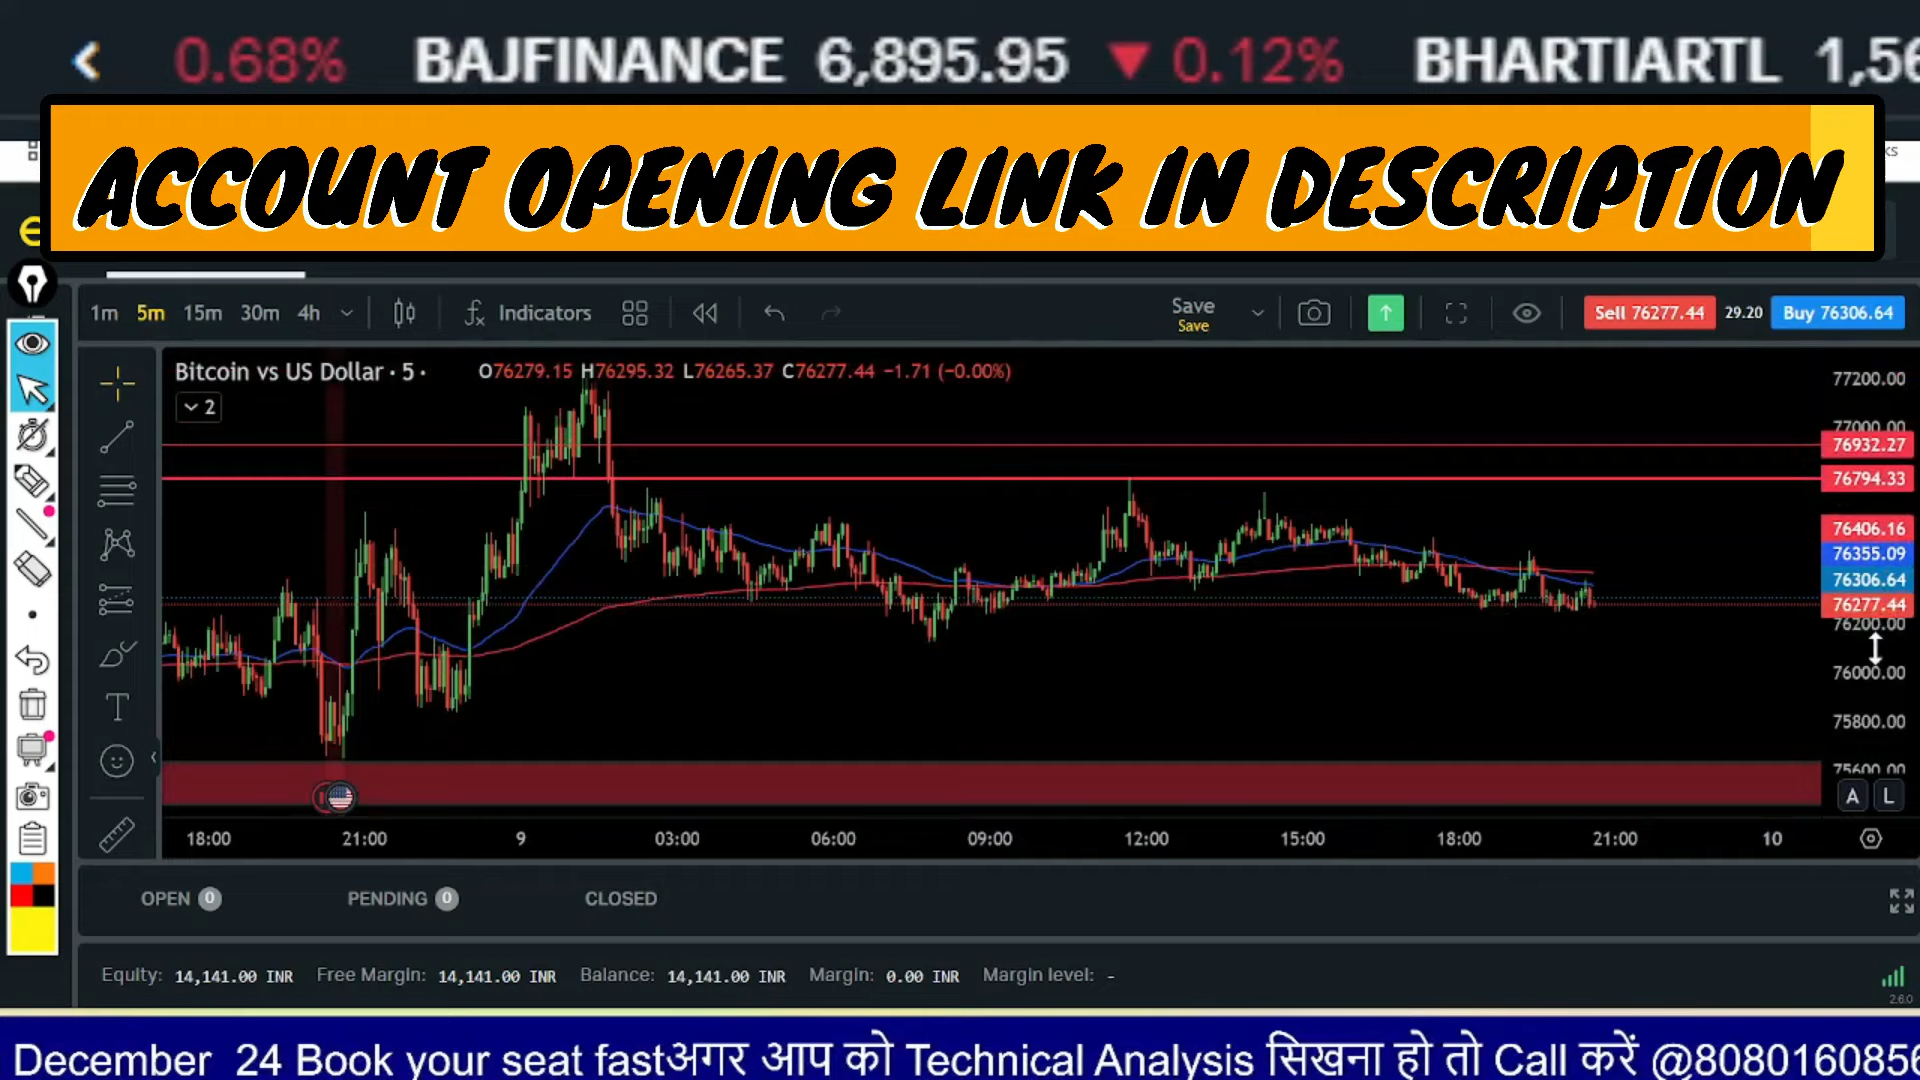 0.68% BAJFINANCE 6,895.95 ▼ 0.12% BHARTIARTL 1,56
ACCOUNT OPENING LINK IN DESCRIPTION
1m 5m 15m 30m 4h Indicators Save Save Sell 76277.44 29.20 Buy 76306.64
Bitcoin vs US Dollar · 5 · O76279.15 H76295.32 L76265.37 C76277.44 −1.71 (−0.00%)
2
77200.00
77000.00
76932.27
76794.33
76406.16
76355.09
76306.64
76277.44
76200.00
76000.00
75800.00
75600.00
A L
18:00 21:00 9 03:00 06:00 09:00 12:00 15:00 18:00 21:00 10
OPEN 0 PENDING 0 CLOSED
Equity: 14,141.00 INR Free Margin: 14,141.00 INR Balance: 14,141.00 INR Margin: 0.00 INR Margin level: -
2.6.0
December 24 Book your seat fastअगर आप को Technical Analysis सिखना हो तो Call करें @8080160856